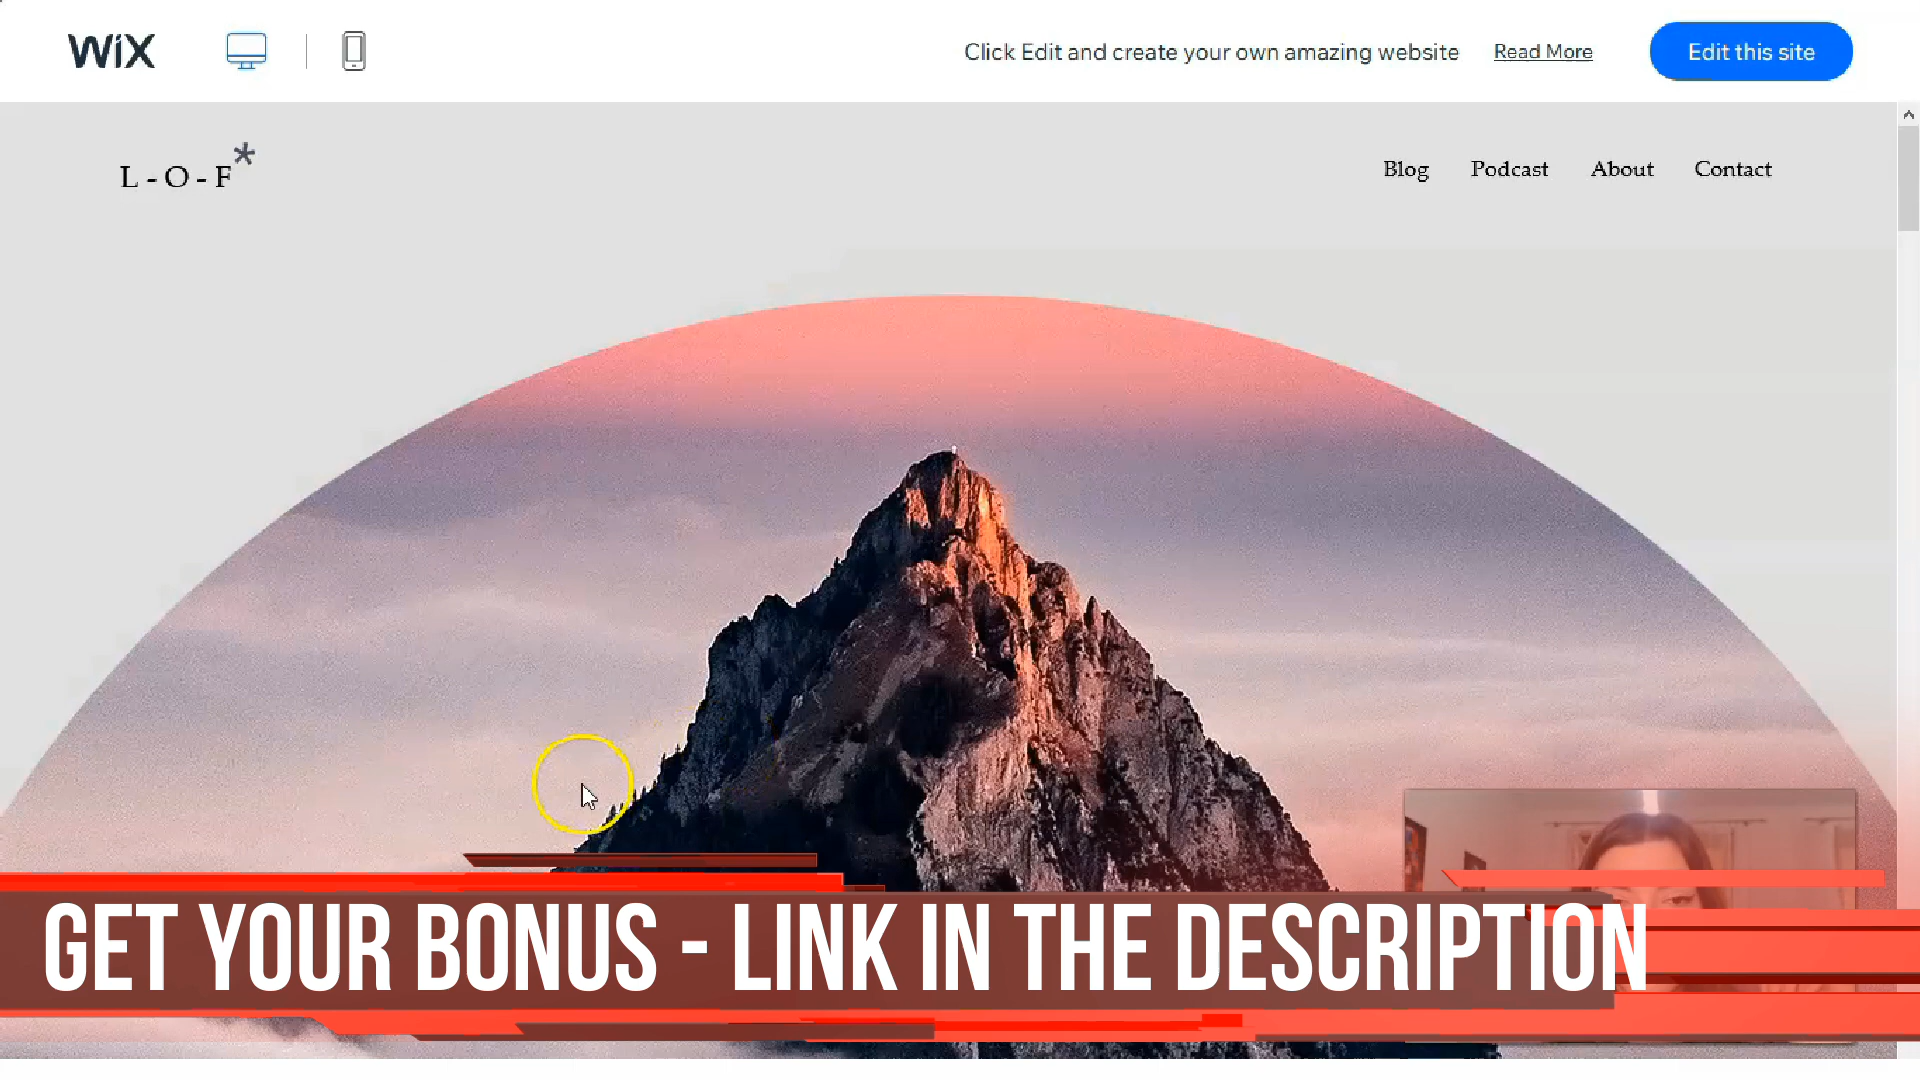 WiX
Click Edit and create your own amazing website Read More Edit this site
L-O-F*
Blog Podcast About Contact
GET YOUR BONUS - LINK IN THE DESCRIPTION